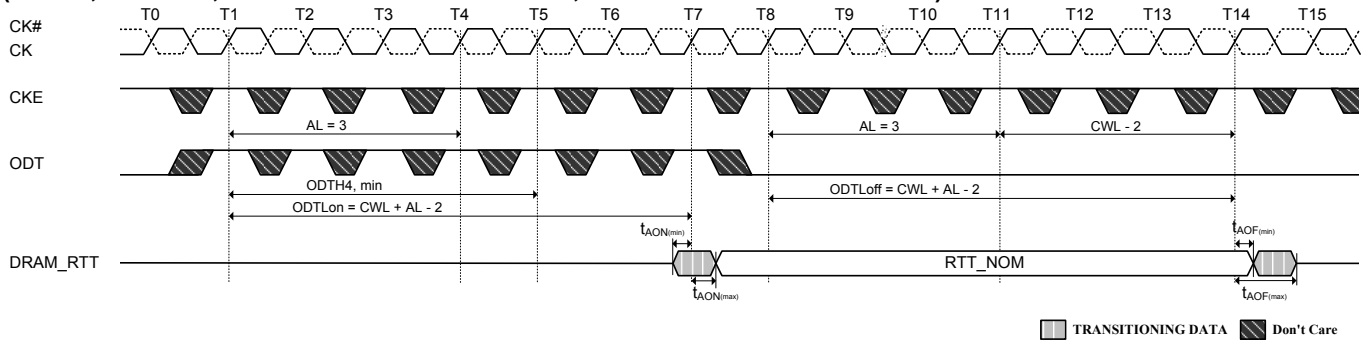 T0 T1 T2 T3 T4 T5 T6 T7 T8 T9 T10 T11 T12 T13 T14 T15
CK#
CK
CKE
AL = 3
AL = 3
CWL - 2
ODT
ODTH4, min
ODTLoff = CWL + AL - 2
ODTLon = CWL + AL - 2
tAON(min)
tAOF(min)
DRAM_RTT
RTT_NOM
tAON(max)
tAOF(max)
TRANSITIONING DATA
Don't Care